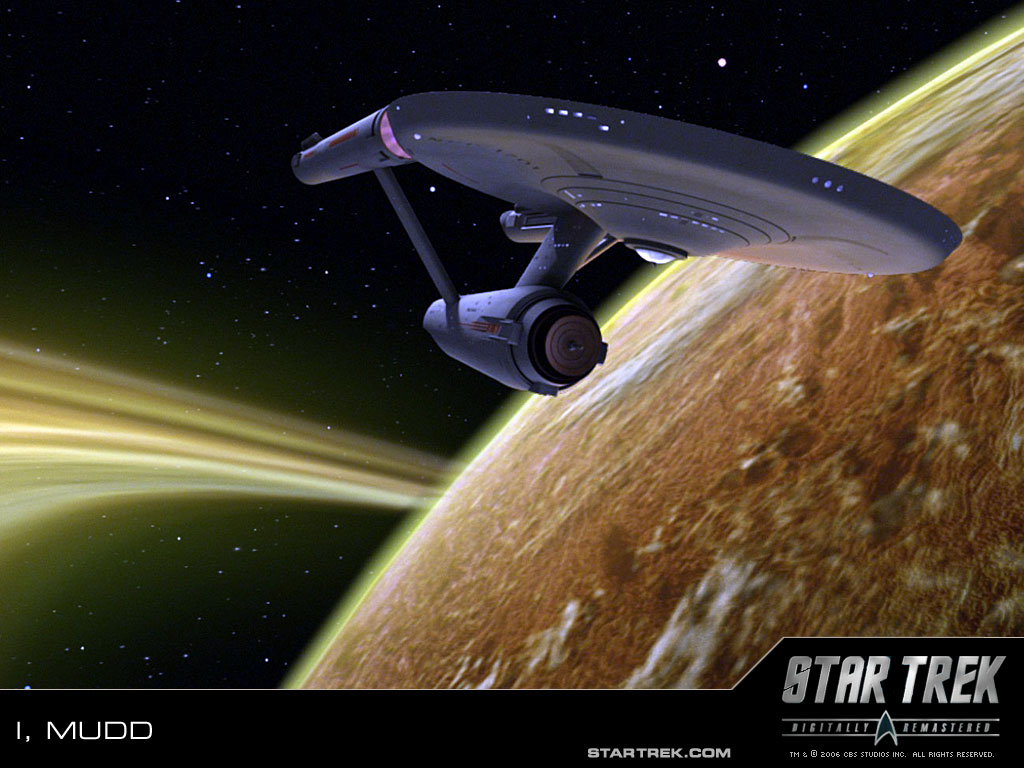 I, MUDD
STARTREK.COM
STAR TREK
DIGITALLY REMASTERED
TM & © 2006 CBS STUDIOS INC. ALL RIGHTS RESERVED.